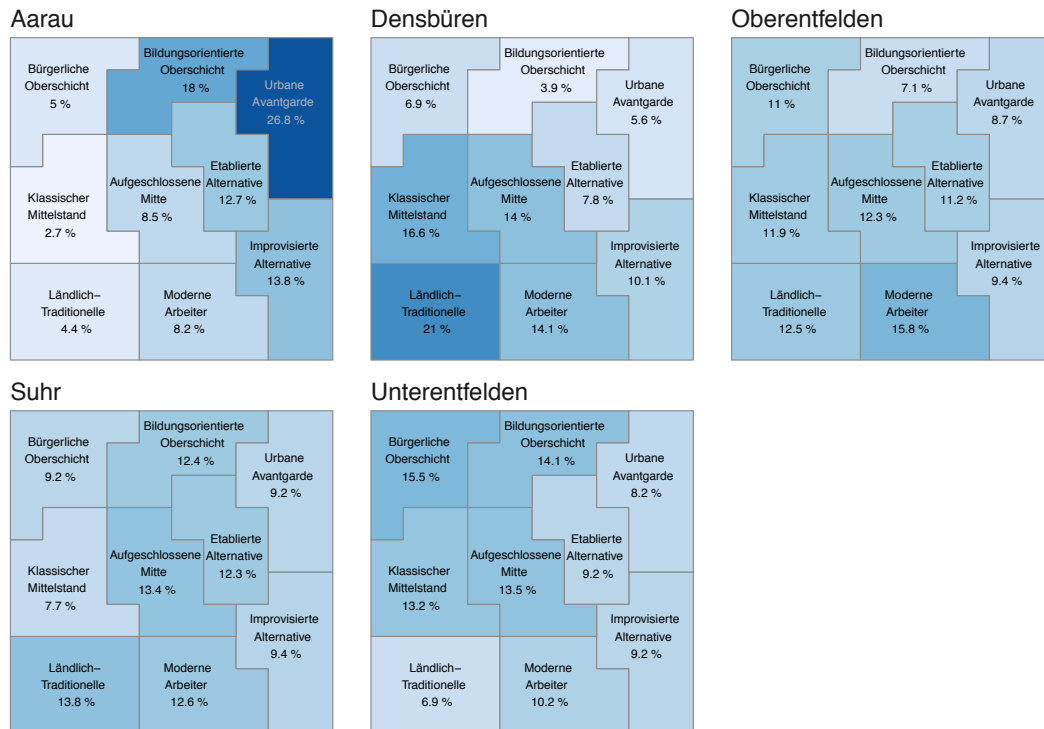 Aarau
Bürgerliche
Oberschicht
5 %
Bildungsorientierte
Oberschicht
18 %
Urbane
Avantgarde
26.8 %
Klassischer
Mittelstand
2.7 %
Aufgeschlossene
Mitte
8.5 %
Etablierte
Alternative
12.7 %
Improvisierte
Alternative
13.8 %
Ländlich–
Traditionelle
4.4 %
Moderne
Arbeiter
8.2 %
Densbüren
Bürgerliche
Oberschicht
6.9 %
Bildungsorientierte
Oberschicht
3.9 %
Urbane
Avantgarde
5.6 %
Klassischer
Mittelstand
16.6 %
Aufgeschlossene
Mitte
14 %
Etablierte
Alternative
7.8 %
Improvisierte
Alternative
10.1 %
Ländlich–
Traditionelle
21 %
Moderne
Arbeiter
14.1 %
Oberentfelden
Bürgerliche
Oberschicht
11 %
Bildungsorientierte
Oberschicht
7.1 %
Urbane
Avantgarde
8.7 %
Klassischer
Mittelstand
11.9 %
Aufgeschlossene
Mitte
12.3 %
Etablierte
Alternative
11.2 %
Improvisierte
Alternative
9.4 %
Ländlich–
Traditionelle
12.5 %
Moderne
Arbeiter
15.8 %
Suhr
Bürgerliche
Oberschicht
9.2 %
Bildungsorientierte
Oberschicht
12.4 %
Urbane
Avantgarde
9.2 %
Klassischer
Mittelstand
7.7 %
Aufgeschlossene
Mitte
13.4 %
Etablierte
Alternative
12.3 %
Improvisierte
Alternative
9.4 %
Ländlich–
Traditionelle
13.8 %
Moderne
Arbeiter
12.6 %
Unterentfelden
Bürgerliche
Oberschicht
15.5 %
Bildungsorientierte
Oberschicht
14.1 %
Urbane
Avantgarde
8.2 %
Klassischer
Mittelstand
13.2 %
Aufgeschlossene
Mitte
13.5 %
Etablierte
Alternative
9.2 %
Improvisierte
Alternative
9.2 %
Ländlich–
Traditionelle
6.9 %
Moderne
Arbeiter
10.2 %